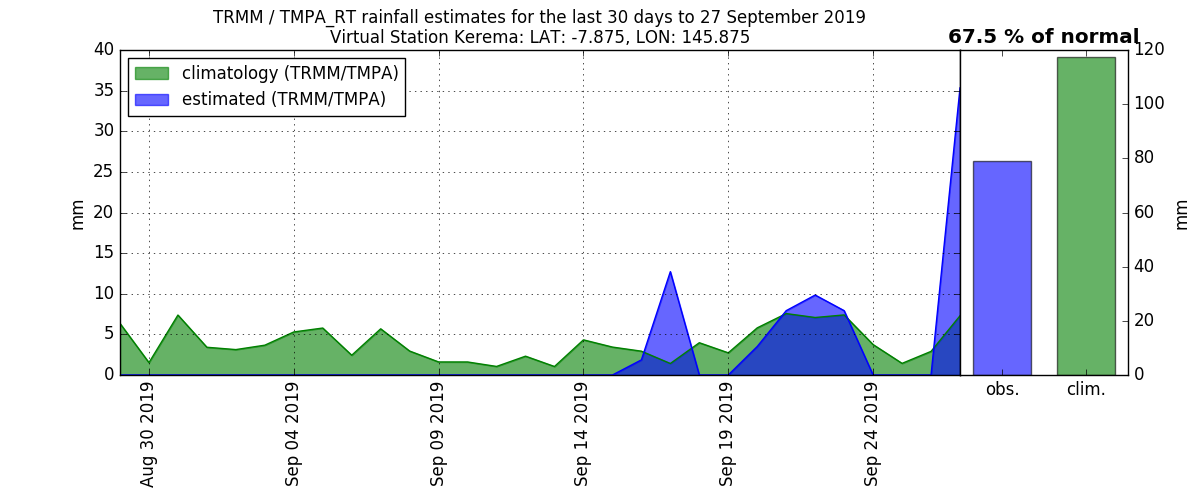 TRMM / TMPA_RT rainfall estimates for the last 30 days to 27 September 2019
Virtual Station Kerema: LAT: -7.875, LON: 145.875
67.5 % of normal
climatology (TRMM/TMPA)
estimated (TRMM/TMPA)
40
35
30
25
20
15
10
5
0
mm
Aug 30 2019
Sep 04 2019
Sep 09 2019
Sep 14 2019
Sep 19 2019
Sep 24 2019
120
100
80
60
40
20
0
mm
obs.
clim.